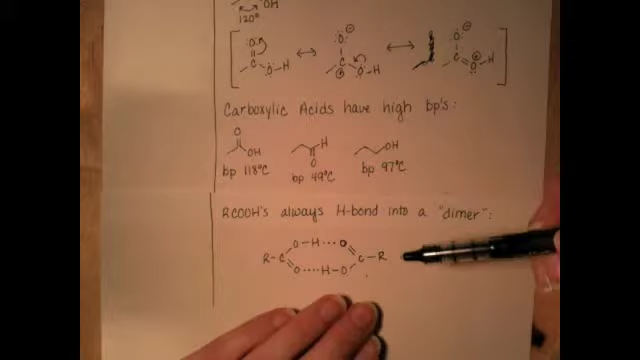 OH
120°
Carboxylic Acids have high bp's:
O
OH
H
O
OH
bp 118°C
bp 49°C
bp 97°C
RCOOH's always H-bond into a "dimer":
O-H····O
R-C C-R
O····H-O